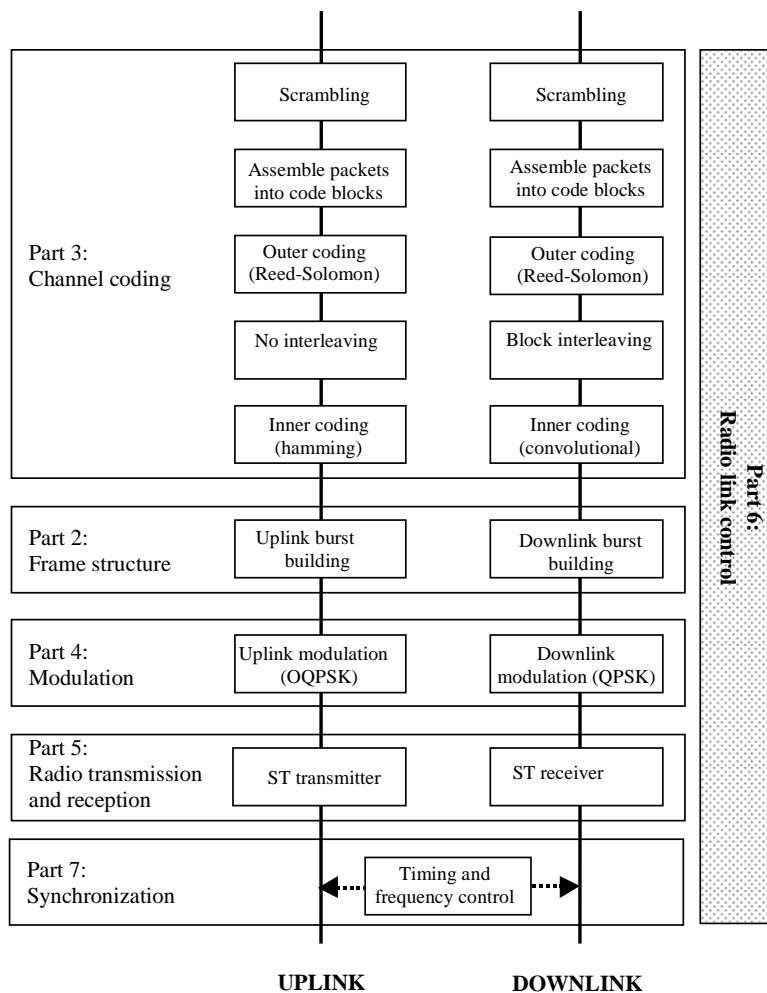 Scrambling
Scrambling
Assemble packets
into code blocks
Assemble packets
into code blocks
Part 3:
Channel coding
Outer coding
(Reed-Solomon)
Outer coding
(Reed-Solomon)
No interleaving
Block interleaving
Inner coding
(hamming)
Inner coding
(convolutional)
Part 2:
Frame structure
Uplink burst
building
Downlink burst
building
Part 4:
Modulation
Uplink modulation
(OQPSK)
Downlink
modulation (QPSK)
Part 5:
Radio transmission
and reception
ST transmitter
ST receiver
Part 7:
Synchronization
Timing and
frequency control
Part 6:
Radio link control
UPLINK
DOWNLINK